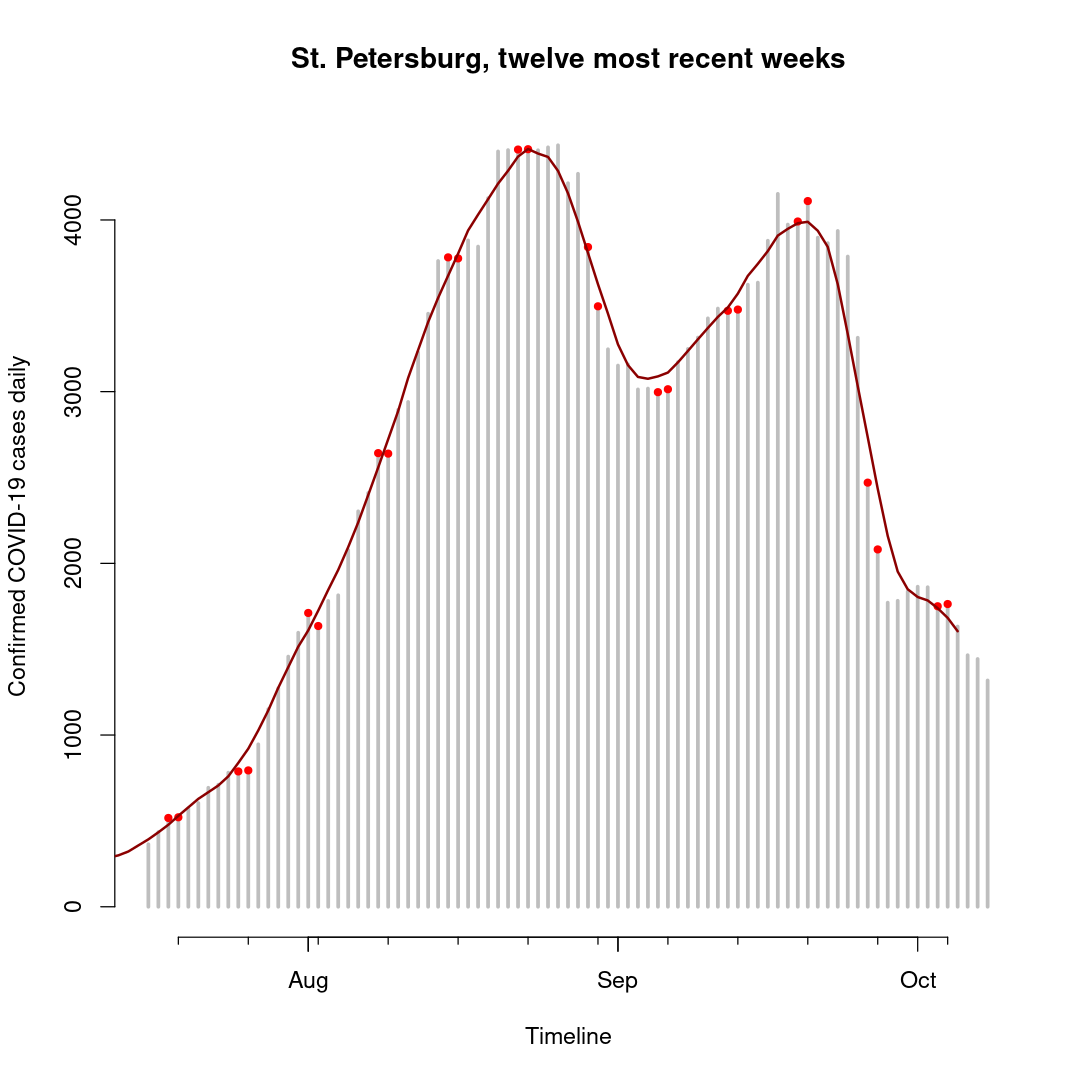 St. Petersburg, twelve most recent weeks
Confirmed COVID-19 cases daily
4000
3000
2000
1000
0
Aug Sep Oct
Timeline